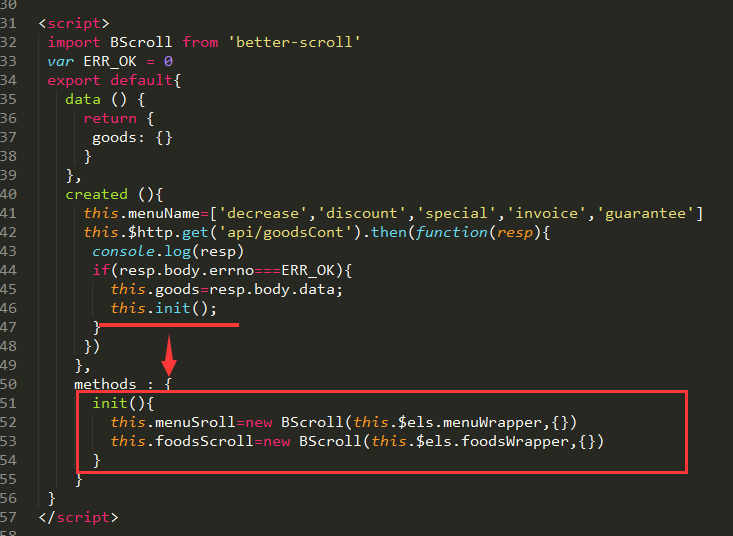 30
31 <script>
32 import BScroll from 'better-scroll'
33 var ERR_OK = 0
34 export default{
35 data () {
36 return {
37 goods: {}
38 }
39 },
40 created (){
41 this.menuName=['decrease','discount','special','invoice','guarantee']
42 this.$http.get('api/goodsCont').then(function(resp){
43 console.log(resp)
44 if(resp.body.errno===ERR_OK){
45 this.goods=resp.body.data;
46 this.init();
47 }
48 })
49 },
50 methods : {
51 init(){
52 this.menuSroll=new BScroll(this.$els.menuWrapper,{})
53 this.foodsScroll=new BScroll(this.$els.foodsWrapper,{})
54 }
55 }
56 }
57 </script>
58